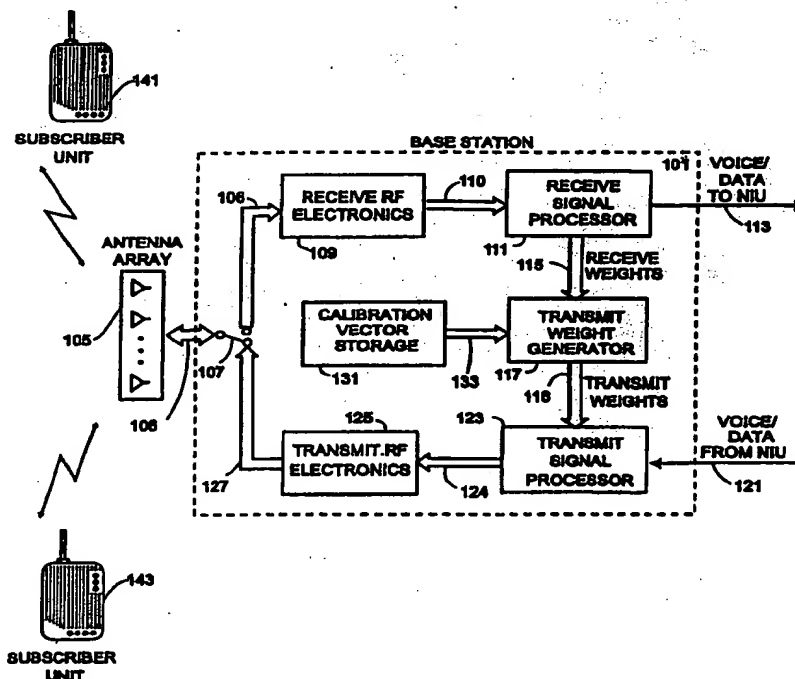 141
SUBSCRIBER
UNIT
BASE STATION
101
VOICE/
DATA
TO NIU
113
106
RECEIVE RF
ELECTRONICS
109
110
RECEIVE
SIGNAL
PROCESSOR
111
115
RECEIVE
WEIGHTS
ANTENNA
ARRAY
105
106
107
CALIBRATION
VECTOR
STORAGE
131
133
TRANSMIT
WEIGHT
GENERATOR
117
118
TRANSMIT
WEIGHTS
125
TRANSMIT.RF
ELECTRONICS
127
124
123
TRANSMIT
SIGNAL
PROCESSOR
VOICE/
DATA
FROM NIU
121
143
SUBSCRIBER
UNIT